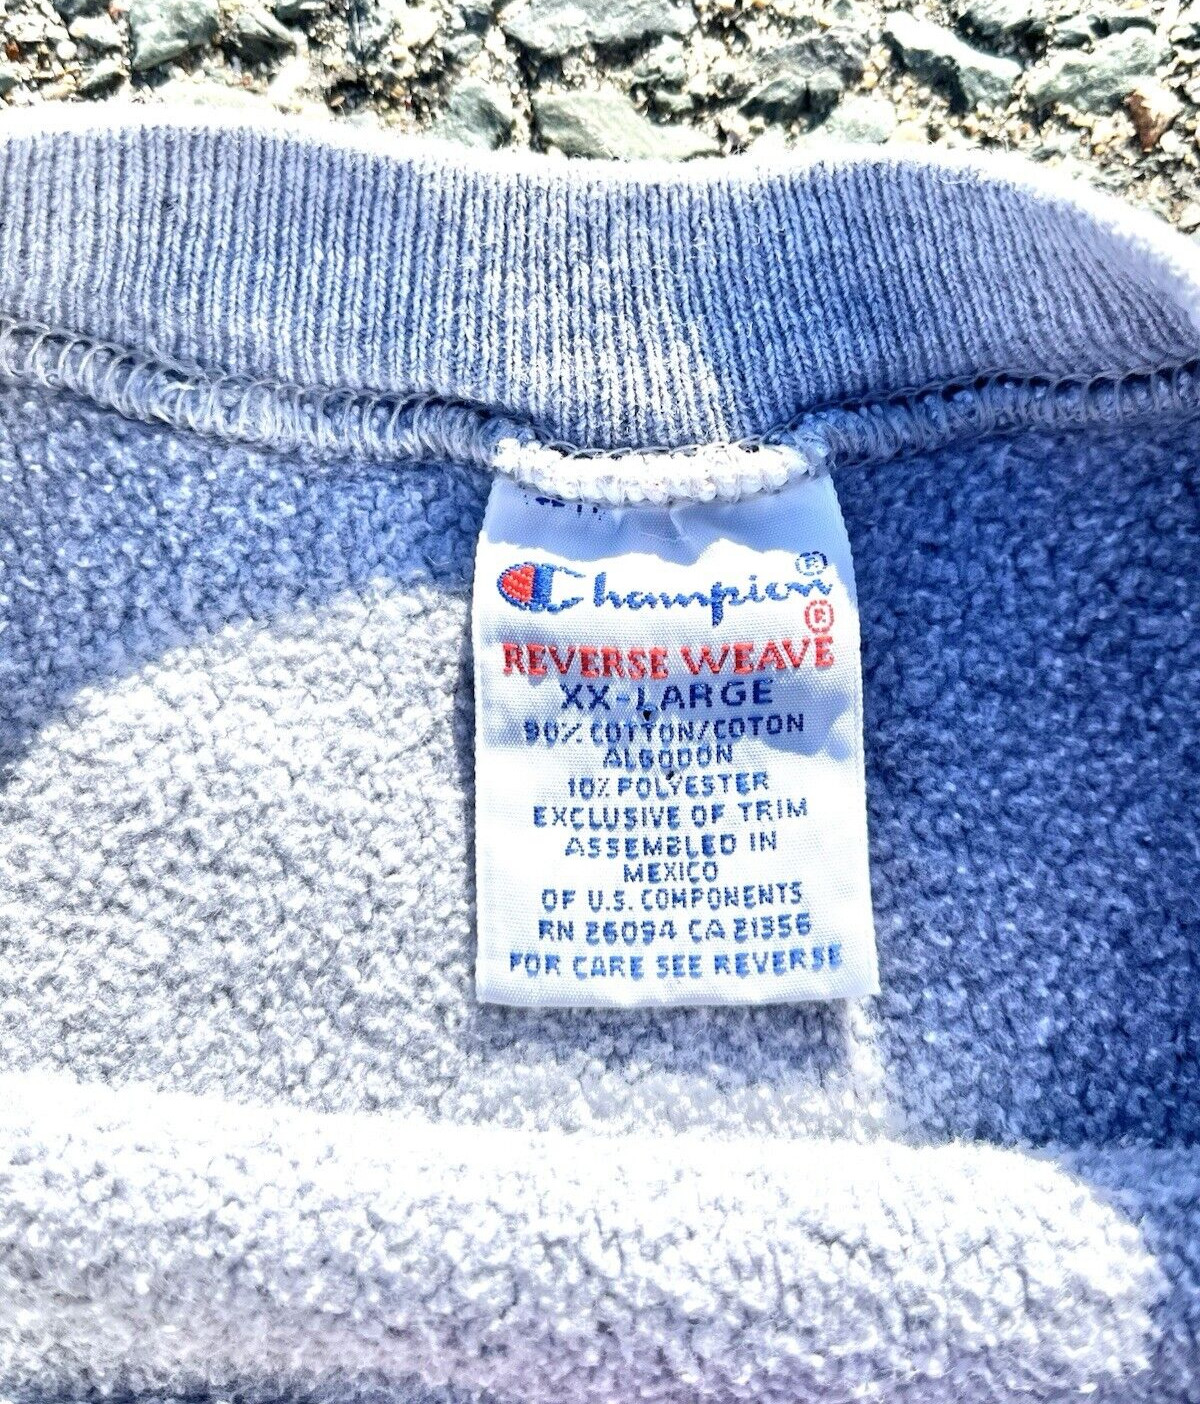 Champion®
®
REVERSE WEAVE
XX-LARGE
90% COTTON/COTON
ALGODON
10% POLYESTER
EXCLUSIVE OF TRIM
ASSEMBLED IN
MEXICO
OF U.S. COMPONENTS
RN 26094 CA 21356
FOR CARE SEE REVERSE